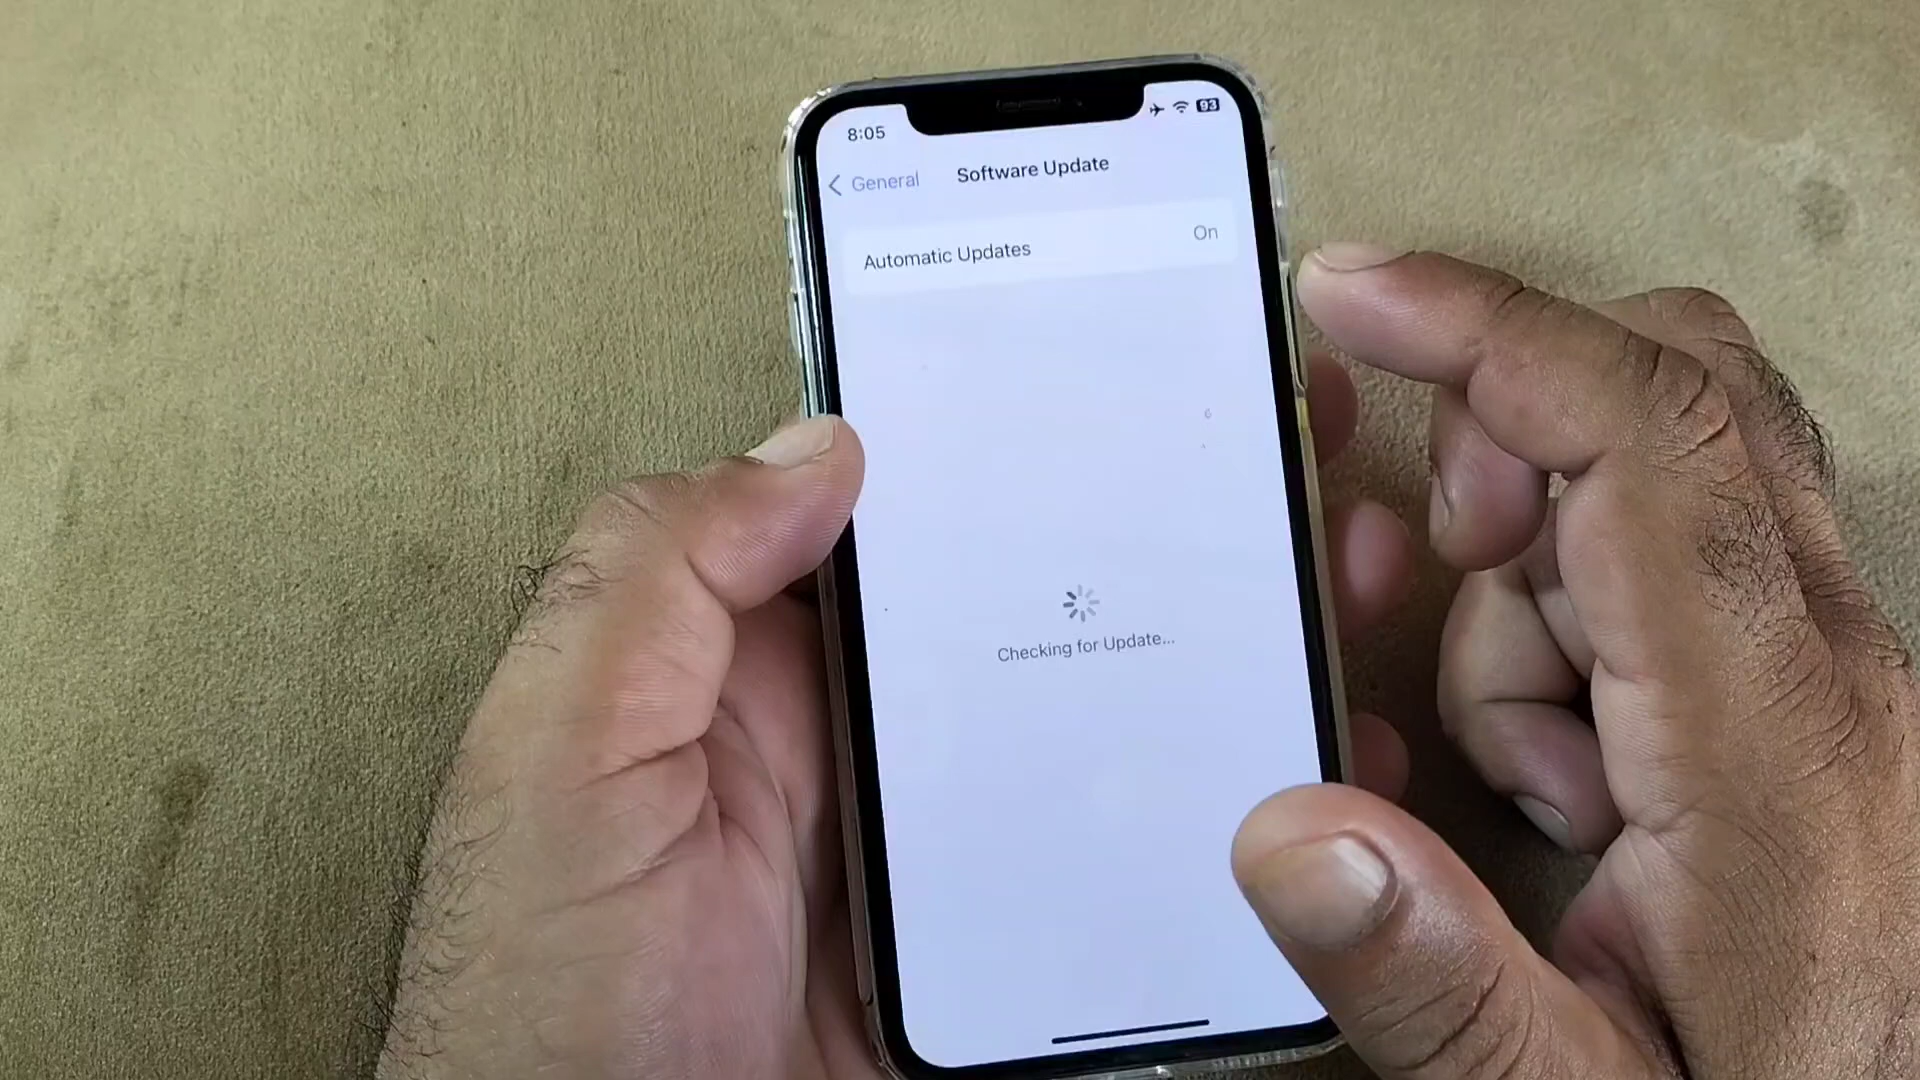 8:05
93
General
Software Update
Automatic Updates
On
Checking for Update...